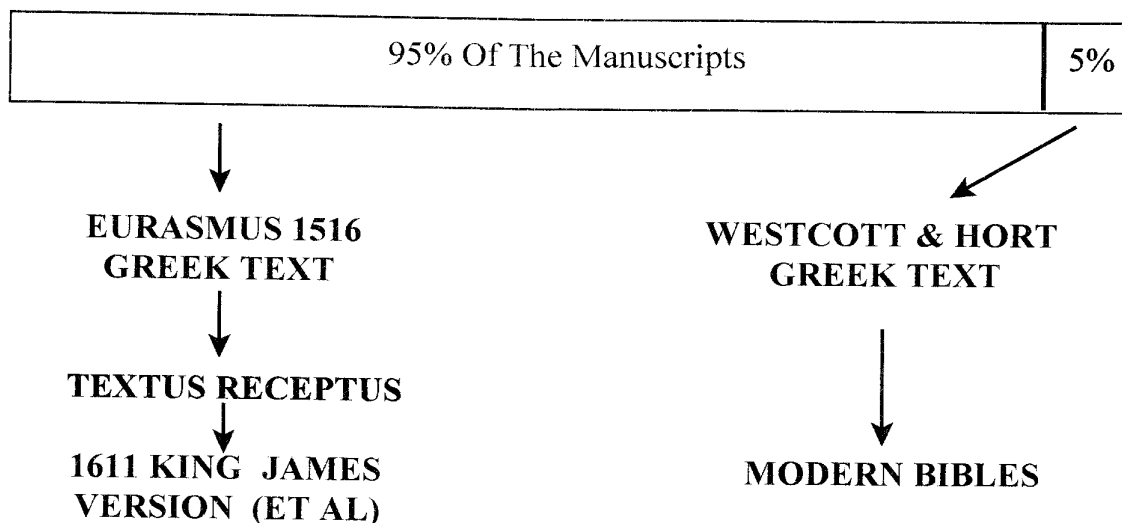 95% Of The Manuscripts
5%
EURASMUS 1516
GREEK TEXT
TEXTUS RECEPTUS
1611 KING JAMES
VERSION (ET AL)
WESTCOTT & HORT
GREEK TEXT
MODERN BIBLES